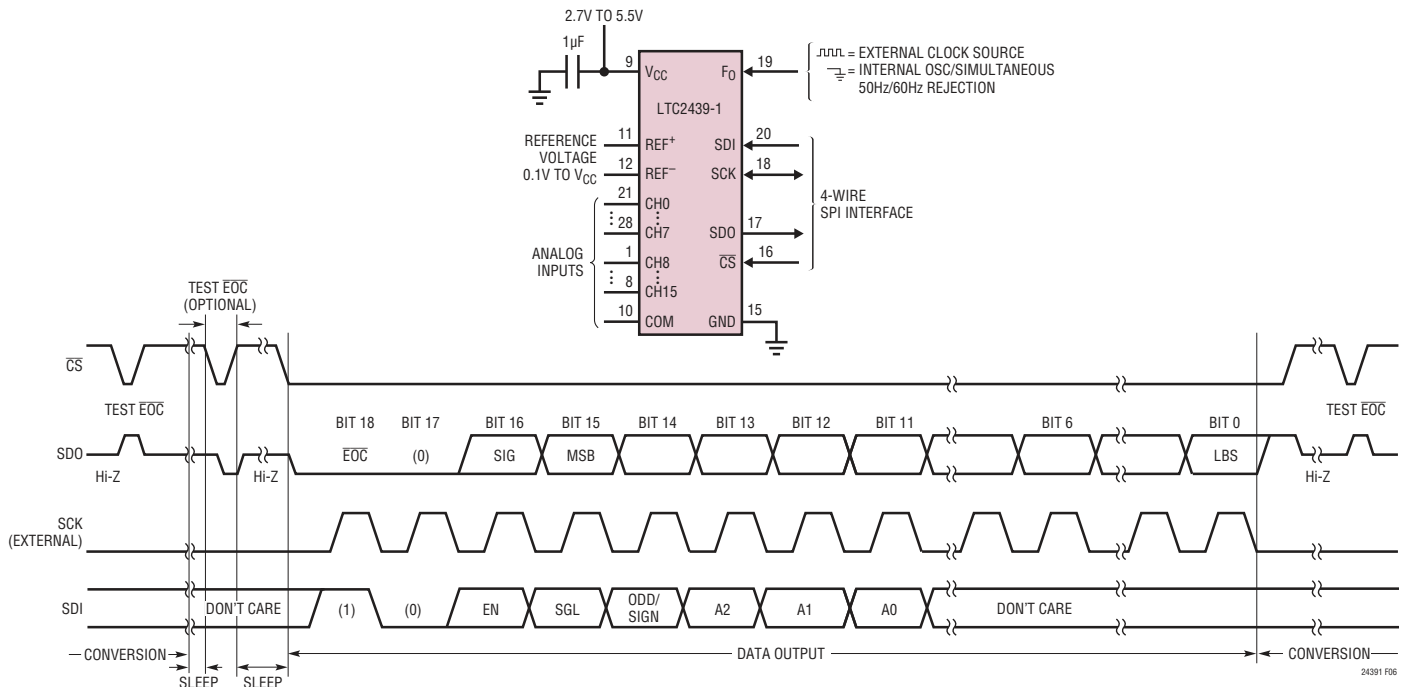 2.7V TO 5.5V
1µF
9 VCC
FO 19
= EXTERNAL CLOCK SOURCE
= INTERNAL OSC/SIMULTANEOUS
50Hz/60Hz REJECTION
LTC2439-1
REFERENCE
VOLTAGE
0.1V TO VCC
11 REF+
12 REF–
SDI 20
SCK 18
SDO 17
CS 16
4-WIRE
SPI INTERFACE
ANALOG
INPUTS
21 CH0
28 CH7
1 CH8
8 CH15
10 COM
GND 15
TEST EOC
(OPTIONAL)
CS
TEST EOC
TEST EOC
BIT 18 BIT 17 BIT 16 BIT 15 BIT 14 BIT 13 BIT 12 BIT 11 BIT 6 BIT 0
SDO
EOC (0) SIG MSB LBS
Hi-Z Hi-Z Hi-Z
SCK
(EXTERNAL)
SDI DON'T CARE (1) (0) EN SGL ODD/
SIGN A2 A1 A0 DON'T CARE
CONVERSION DATA OUTPUT CONVERSION
SLEEP SLEEP
24391 F06